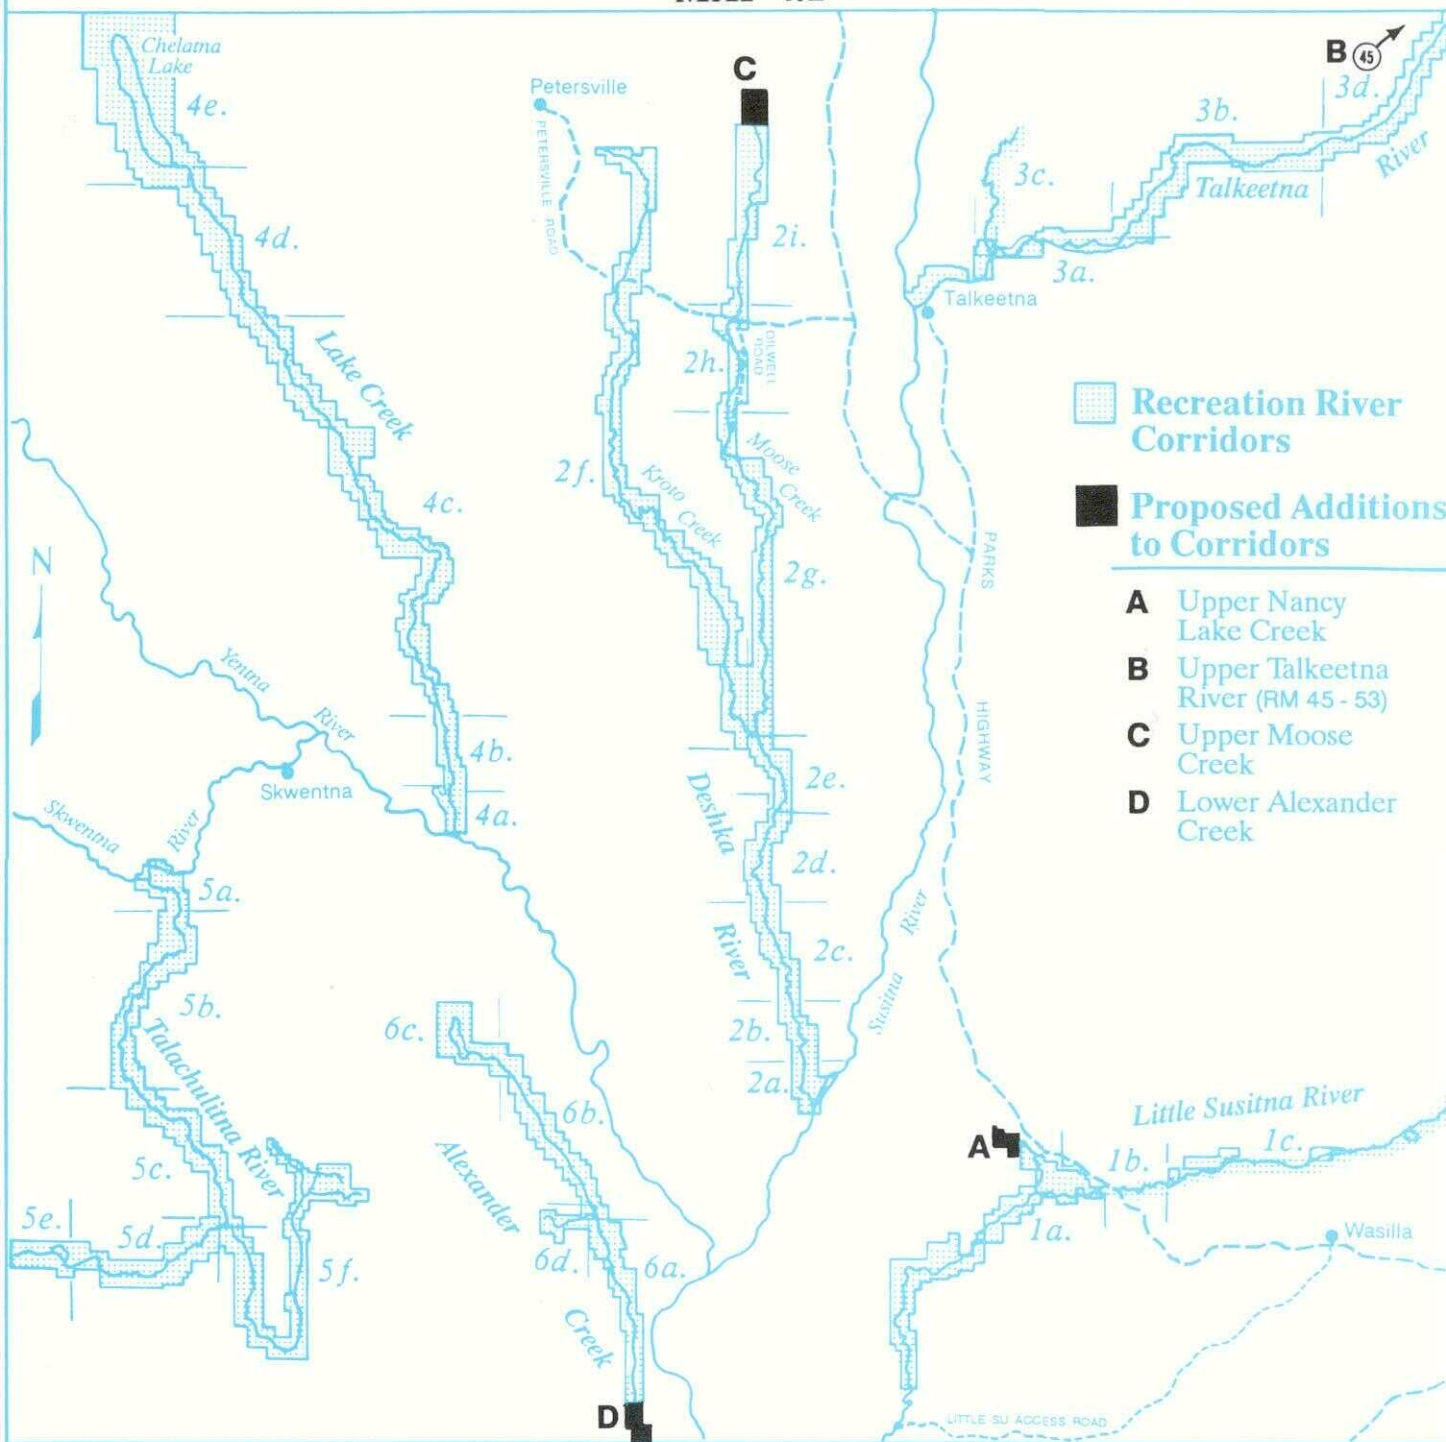 Chelatna
Lake
4e.
Petersville
C
B 45
3d.
3b.
River
PETERSVILLE ROAD
3c.
Talkeetna
4d.
2i.
3a.
Talkeetna
Lake Creek
2h.
OILWELL
ROAD
Recreation River
Corridors
Moose
Creek
2f.
Kroto
Creek
4c.
Proposed Additions
to Corridors
N
PARKS
2g.
A Upper Nancy
Lake Creek
B Upper Talkeetna
River (RM 45 - 53)
C Upper Moose
Creek
D Lower Alexander
Creek
Yentna
River
HIGHWAY
4b.
Skwentna
2e.
4a.
Deshka
Skwentna
River
2d.
5a.
River
2c.
River
Susitna
5b.
6c.
2b.
2a.
Talachulitna River
6b.
Little Susitna River
A
1b.
1c.
Alexander
5c.
5e.
5d.
1a.
Wasilla
5f.
6d.
6a.
Creek
D
LITTLE SU ACCESS ROAD